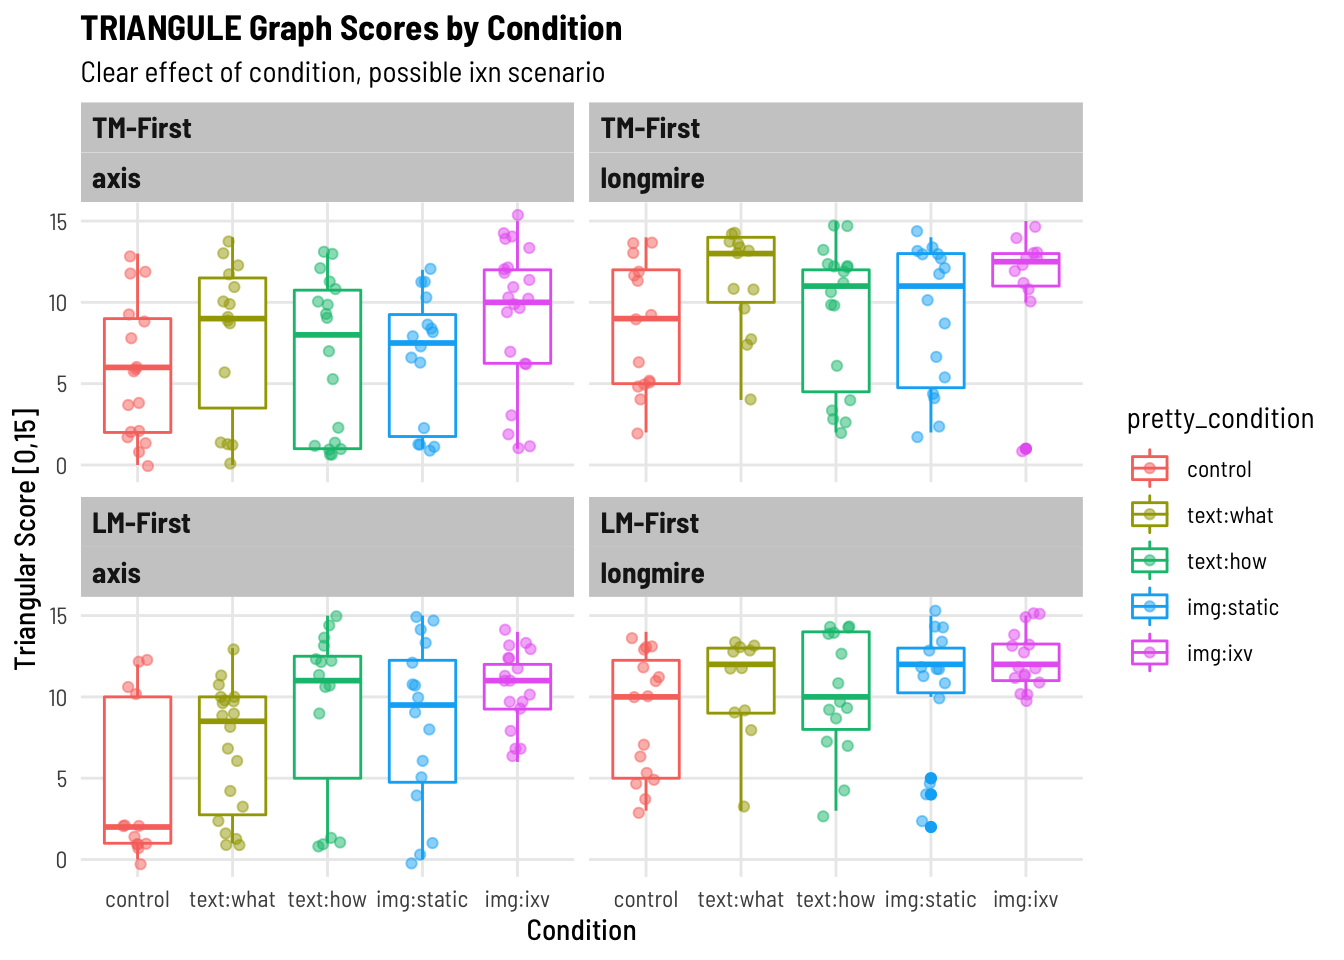 TRIANGULE Graph Scores by Condition
Clear effect of condition, possible ixn scenario
TM-First
axis
TM-First
longmire
15
10
5
0
LM-First
axis
LM-First
longmire
15
10
5
0
Triangular Score [0,15]
control text:what text:how img:static img:ixv
control text:what text:how img:static img:ixv
Condition
pretty_condition
control
text:what
text:how
img:static
img:ixv